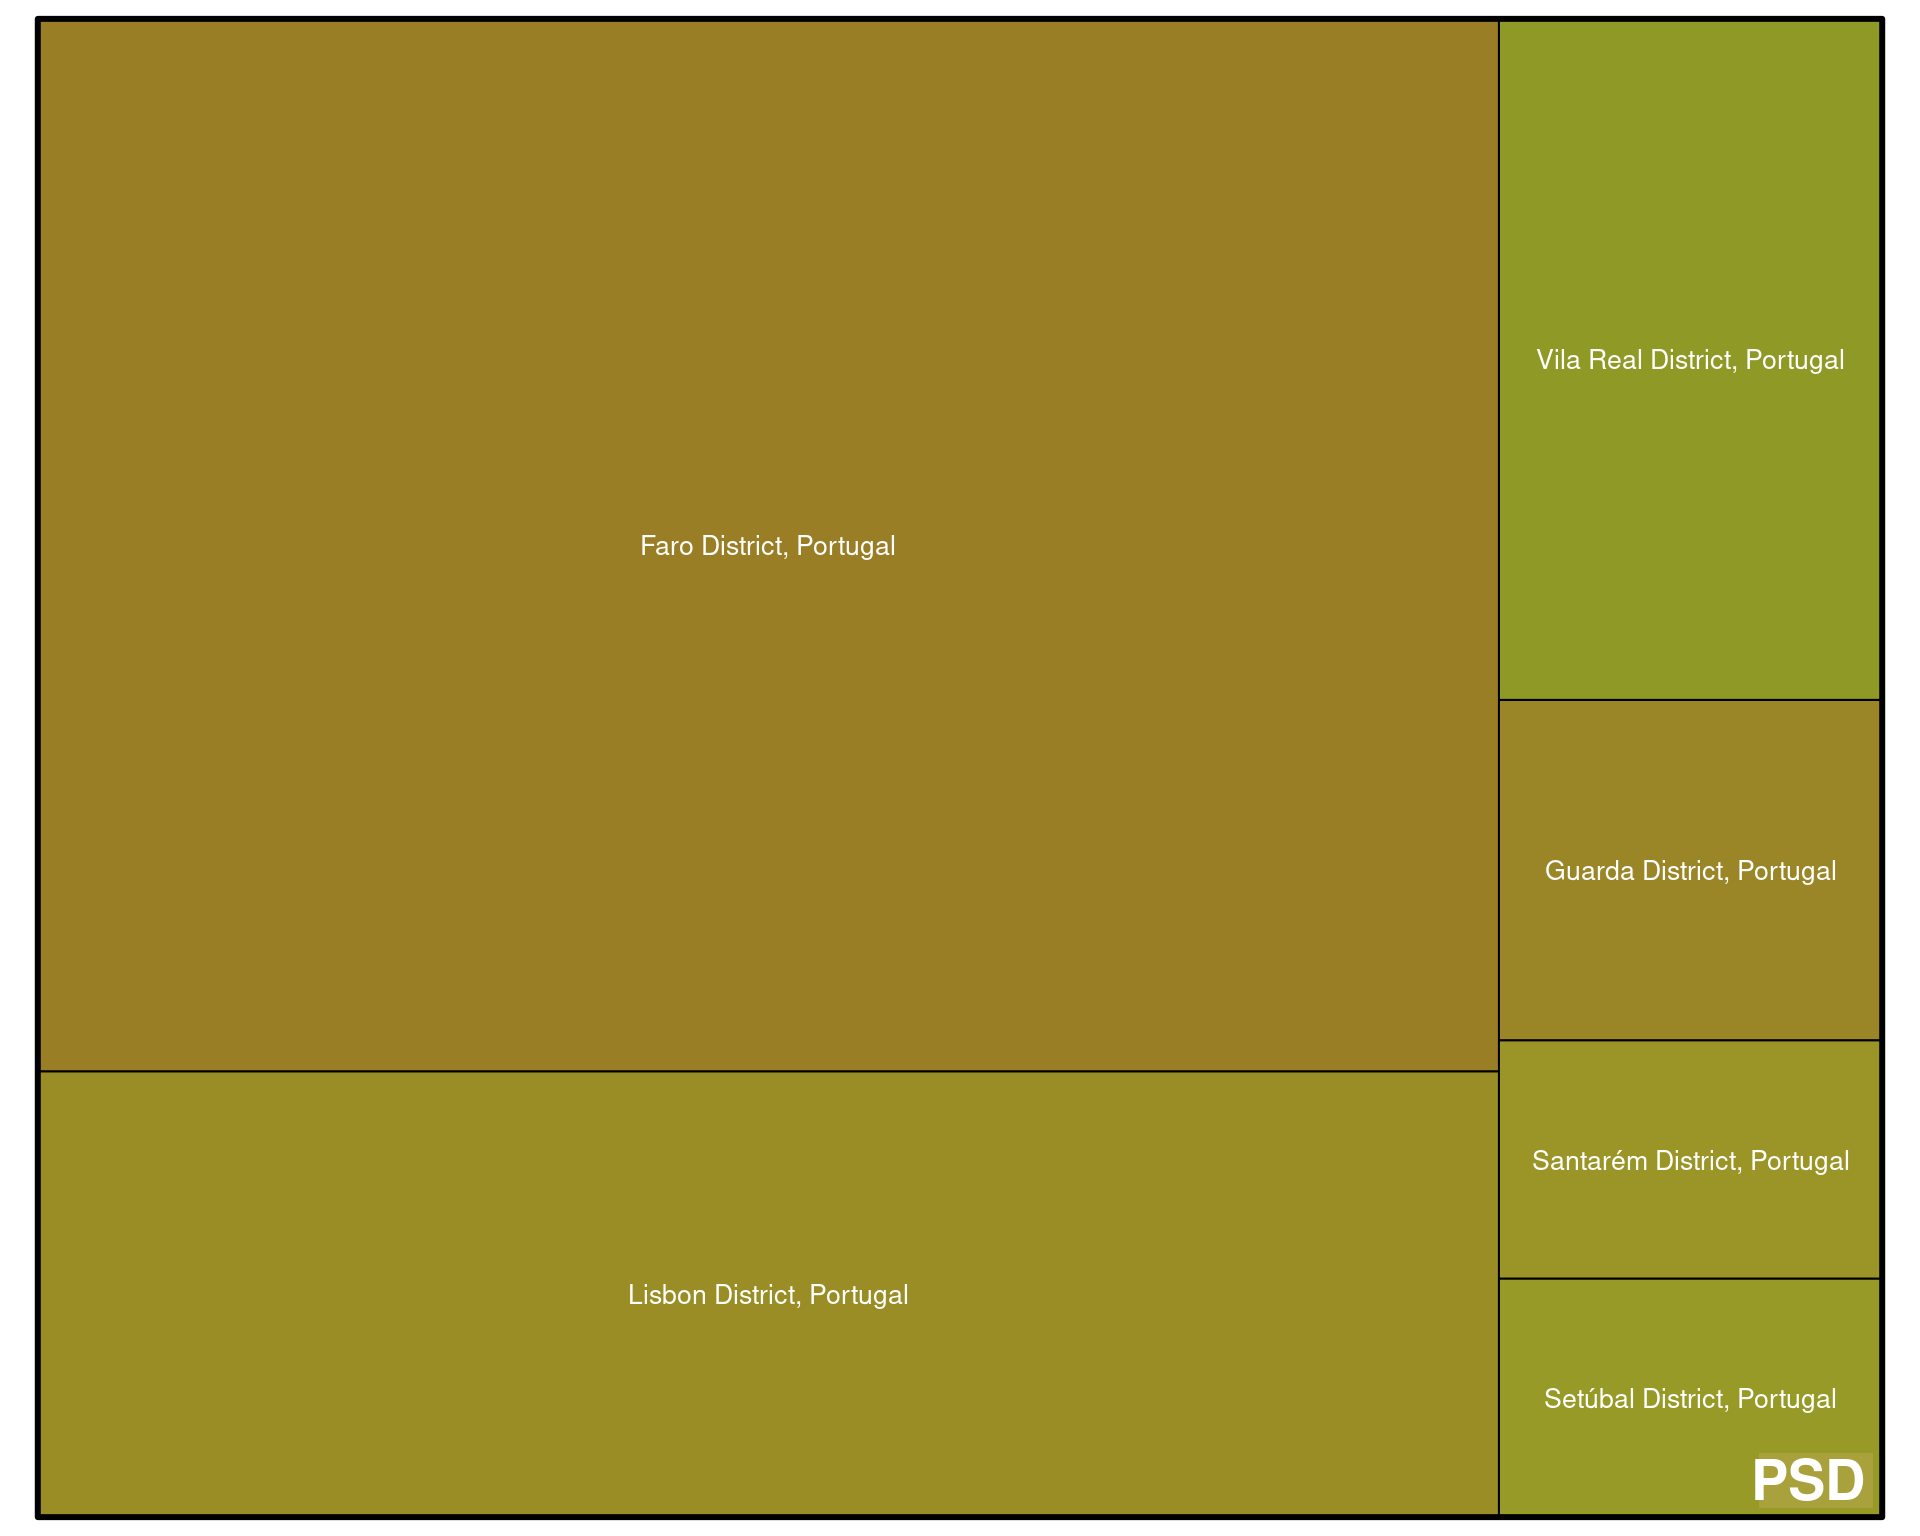 Faro District, Portugal
Lisbon District, Portugal
Vila Real District, Portugal
Guarda District, Portugal
Santarém District, Portugal
Setúbal District, Portugal
PSD